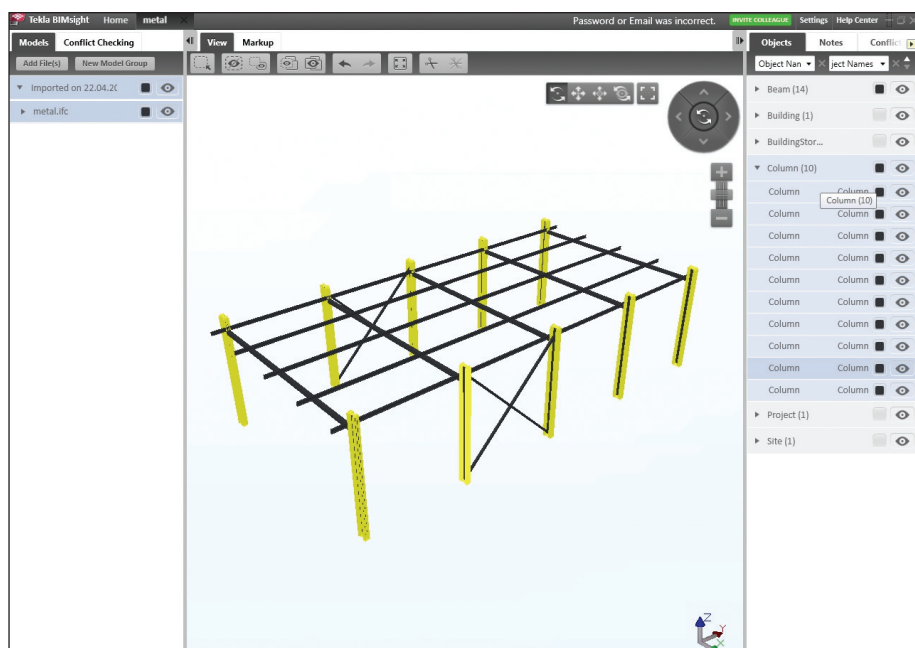 Tekla BIMsight Home metal Password or Email was incorrect. INVITE COLLEAGUE Settings Help Center
Models Conflict Checking View Markup Objects Notes Conflic
Add File(s) New Model Group Object Nan ject Names
Imported on 22.04.20
metal.ifc
Beam (14)
Building (1)
BuildingStor...
Column (10)
Column Column
Column (10)
Column Column
Column Column
Column Column
Column Column
Column Column
Column Column
Column Column
Column Column
Column Column
Project (1)
Site (1)
Z
Y